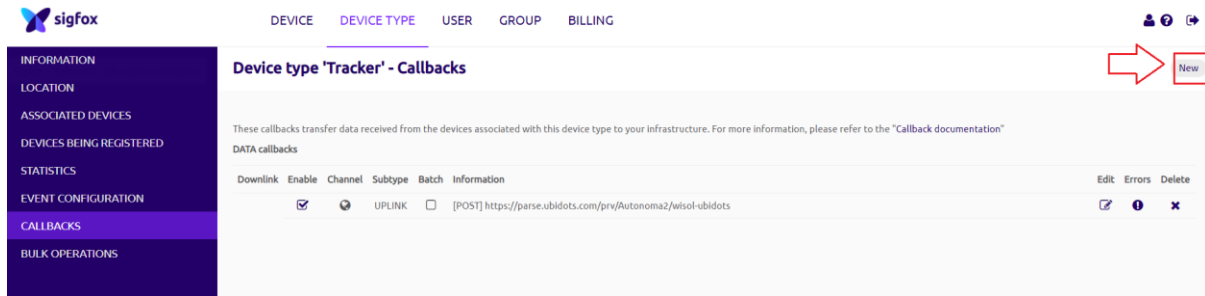 sigfox
DEVICE DEVICE TYPE USER GROUP BILLING
INFORMATION
LOCATION
ASSOCIATED DEVICES
DEVICES BEING REGISTERED
STATISTICS
EVENT CONFIGURATION
CALLBACKS
BULK OPERATIONS
Device type 'Tracker' - Callbacks
New
These callbacks transfer data received from the devices associated with this device type to your infrastructure. For more information, please refer to the "Callback documentation"
DATA callbacks
Downlink Enable Channel Subtype Batch Information Edit Errors Delete
UPLINK [POST] https://parse.ubidots.com/prv/Autonoma2/wisol-ubidots